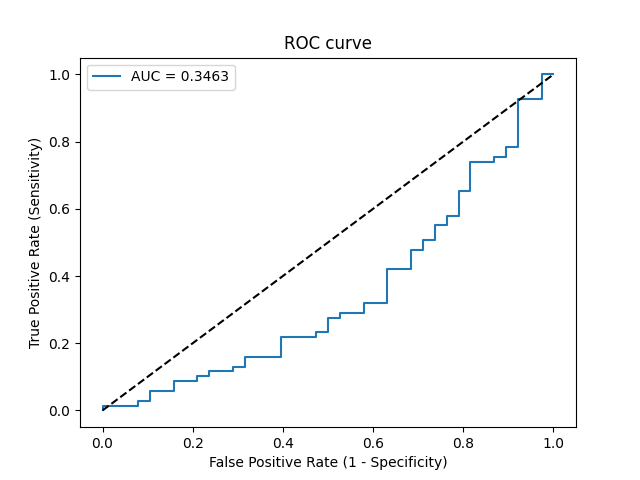 ROC curve
AUC = 0.3463
True Positive Rate (Sensitivity)
1.0
0.8
0.6
0.4
0.2
0.0
0.0 0.2 0.4 0.6 0.8 1.0
False Positive Rate (1 - Specificity)